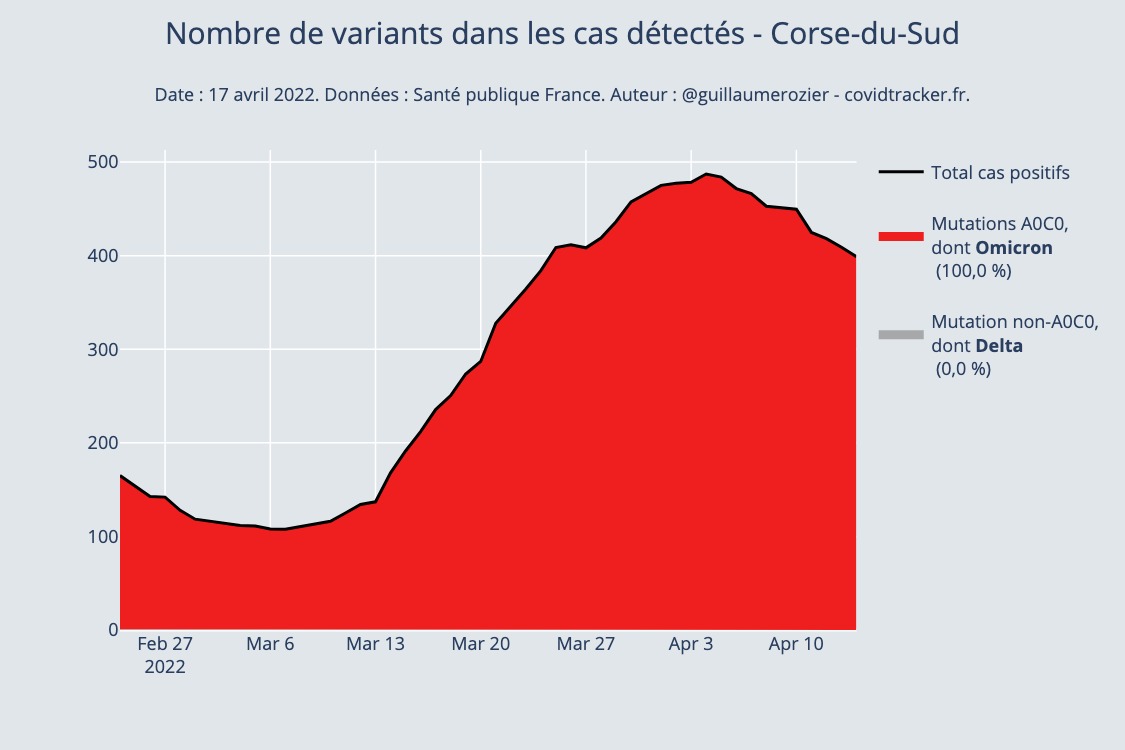 Nombre de variants dans les cas détectés - Corse-du-Sud
Date : 17 avril 2022. Données : Santé publique France. Auteur : @guillaumerozier - covidtracker.fr.
500
400
300
200
100
0
Feb 27
2022
Mar 6
Mar 13
Mar 20
Mar 27
Apr 3
Apr 10
Total cas positifs
Mutations A0C0,
dont Omicron
(100,0 %)
Mutation non-A0C0,
dont Delta
(0,0 %)